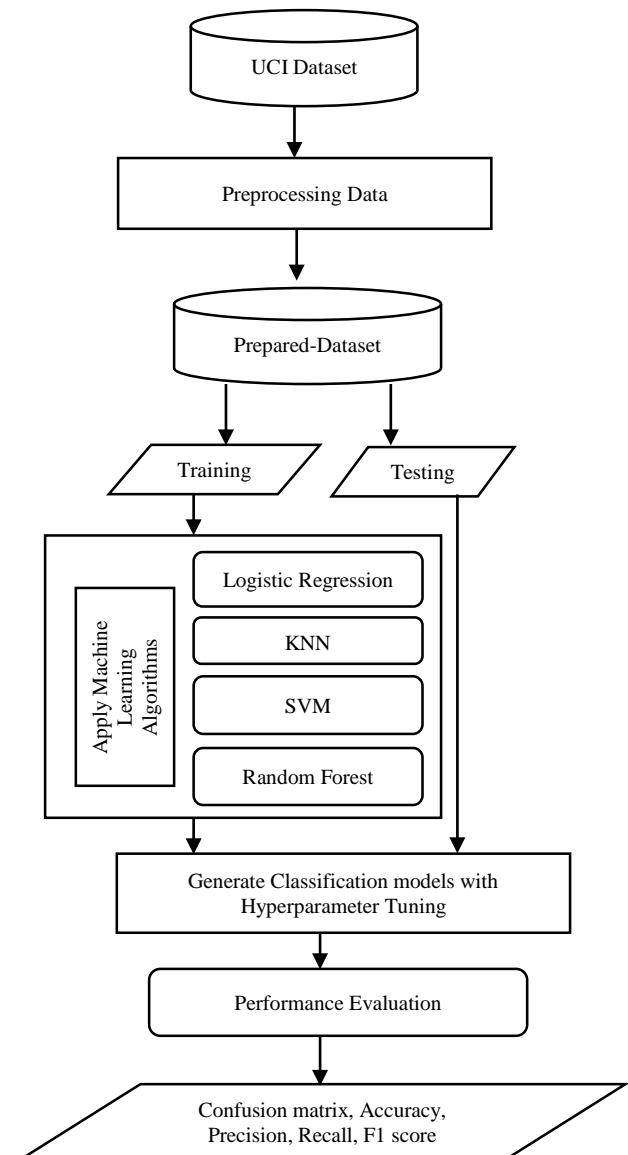 UCI Dataset
Preprocessing Data
Prepared-Dataset
Training
Testing
Apply Machine
Learning
Algorithms
Logistic Regression
KNN
SVM
Random Forest
Generate Classification models with
Hyperparameter Tuning
Performance Evaluation
Confusion matrix, Accuracy,
Precision, Recall, F1 score